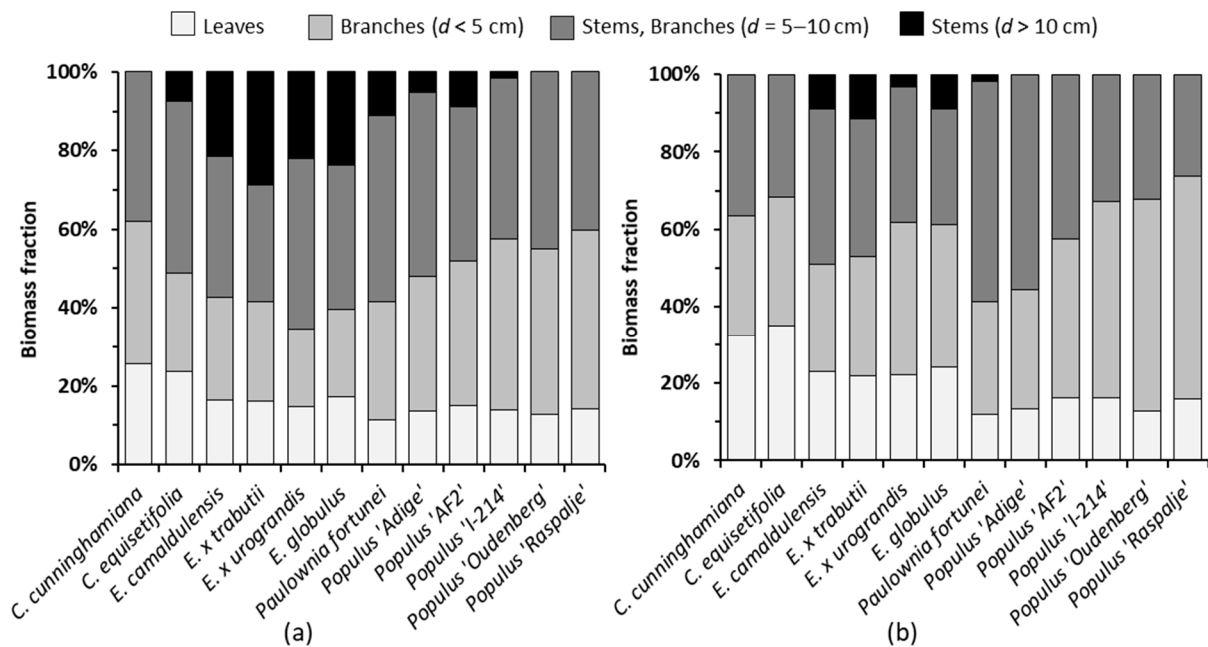 Leaves
Branches (d < 5 cm)
Stems, Branches (d = 5–10 cm)
Stems (d > 10 cm)
Biomass fraction
100%
80%
60%
40%
20%
0%
C. cunninghamiana
C. equisetifolia
E. camaldulensis
E. x trabutii
E. x urograndis
E. globulus
Paulownia fortunei
Populus 'Adige'
Populus 'AF2'
Populus 'I-214'
Populus 'Oudenberg'
Populus 'Raspalje'
(a)
Biomass fraction
100%
80%
60%
40%
20%
0%
C. cunninghamiana
C. equisetifolia
E. camaldulensis
E. x trabutii
E. x urograndis
E. globulus
Paulownia fortunei
Populus 'Adige'
Populus 'AF2'
Populus 'I-214'
Populus 'Oudenberg'
Populus 'Raspalje'
(b)